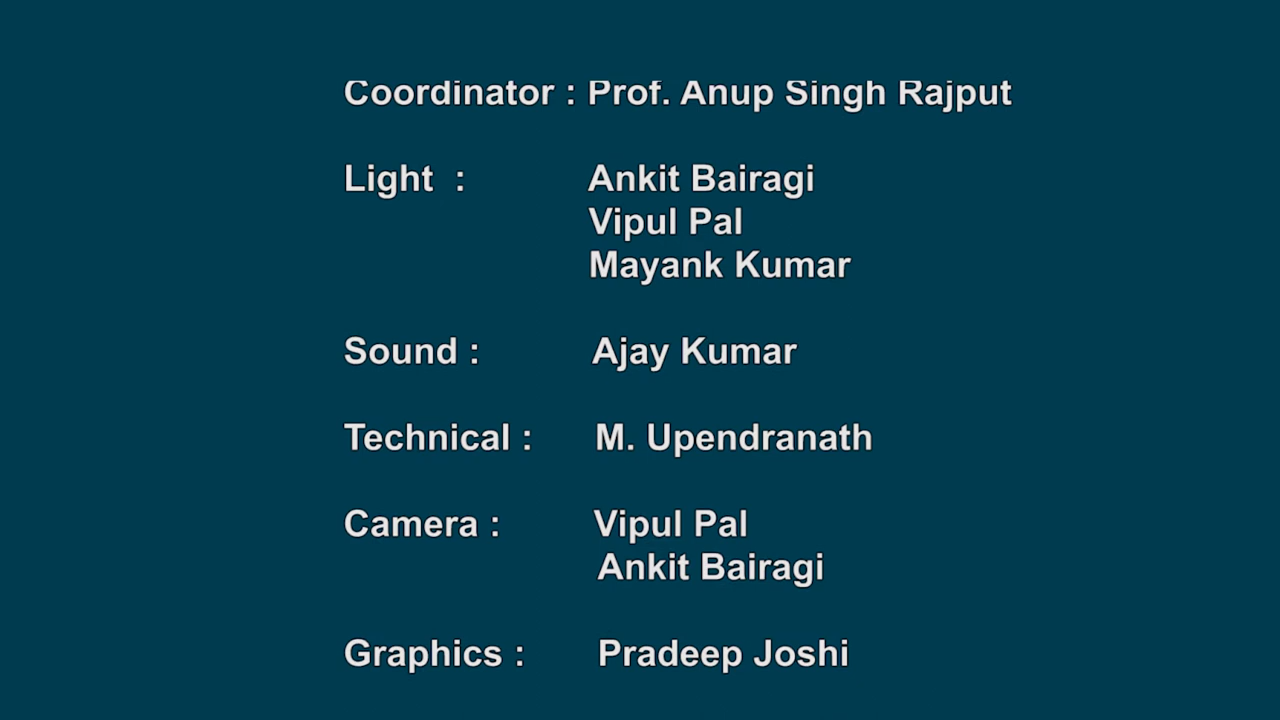 Coordinator : Prof. Anup Singh Rajput
Light : Ankit Bairagi
Vipul Pal
Mayank Kumar
Sound : Ajay Kumar
Technical : M. Upendranath
Camera : Vipul Pal
Ankit Bairagi
Graphics : Pradeep Joshi